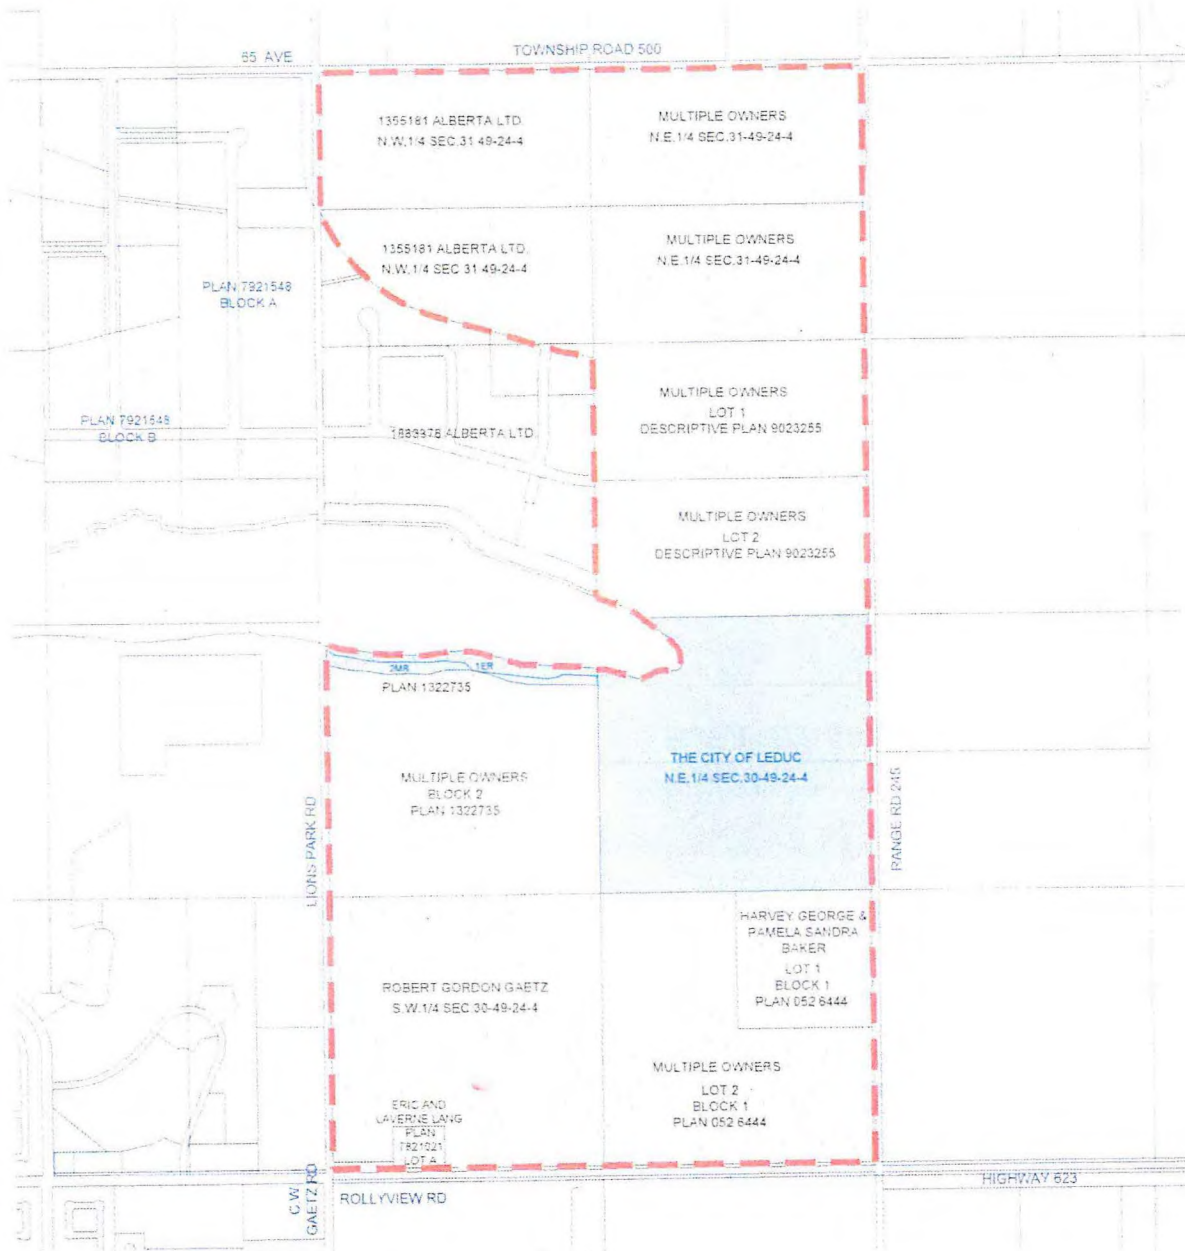 65 AVE
TOWNSHIP ROAD 500
1355181 ALBERTA LTD.
N.W.1/4 SEC.31 49-24-4
MULTIPLE OWNERS
N.E.1/4 SEC.31-49-24-4
1355181 ALBERTA LTD.
N.W.1/4 SEC 31-49-24-4
MULTIPLE OWNERS
N.E.1/4 SEC.31-49-24-4
PLAN 7921548
BLOCK A
MULTIPLE OWNERS
LOT 1
DESCRIPTIVE PLAN 9023255
PLAN 7921548
BLOCK B
ALBERTA LTD.
MULTIPLE OWNERS
LOT 2
DESCRIPTIVE PLAN 9023255
2MR
1ER
PLAN 1322735
MULTIPLE OWNERS
BLOCK 2
PLAN 1322735
THE CITY OF LEDUC
N.E.1/4 SEC.30-49-24-4
LIONS PARK RD
RANGE RD 245
HARVEY GEORGE &
PAMELA SANDRA
BAKER
LOT 1
BLOCK 1
PLAN 052 6444
ROBERT GORDON GAETZ
S.W.1/4 SEC 30-49-24-4
MULTIPLE OWNERS
LOT 2
BLOCK 1
PLAN 052 6444
ERIC AND
LAVERNE LANG
PLAN
7821021
LOT A
C W
GAETZ RD
ROLLYVIEW RD
HIGHWAY 623